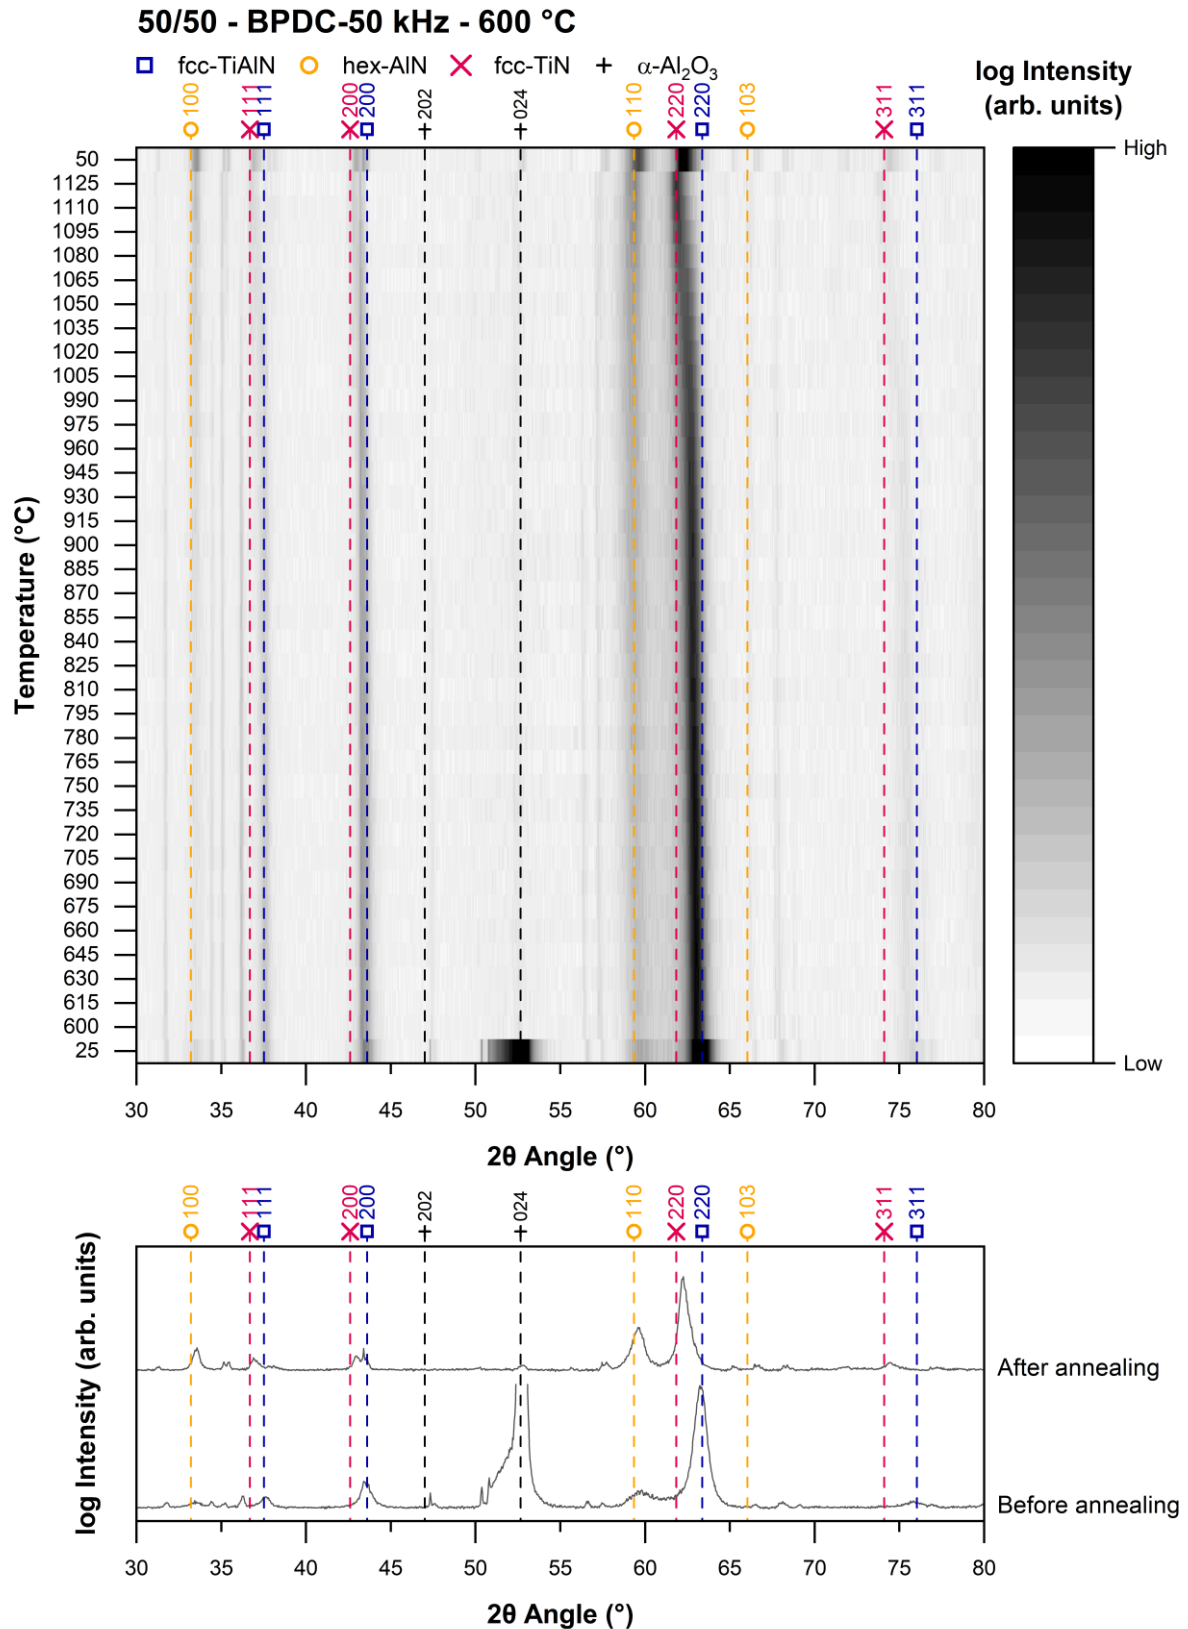 50/50 - BPDC-50 kHz - 600 °C
fcc-TiAlN hex-AlN fcc-TiN + α-Al₂O₃
log Intensity
(arb. units)
100 111 111 200 200 202 024 110 220 220 103 311 311
High
Low
Temperature (°C)
50
1125
1110
1095
1080
1065
1050
1035
1020
1005
990
975
960
945
930
915
900
885
870
855
840
825
810
795
780
765
750
735
720
705
690
675
660
645
630
615
600
25
30 35 40 45 50 55 60 65 70 75 80
2θ Angle (°)
100 111 111 200 200 202 024 110 220 220 103 311 311
log Intensity (arb. units)
After annealing
Before annealing
30 35 40 45 50 55 60 65 70 75 80
2θ Angle (°)